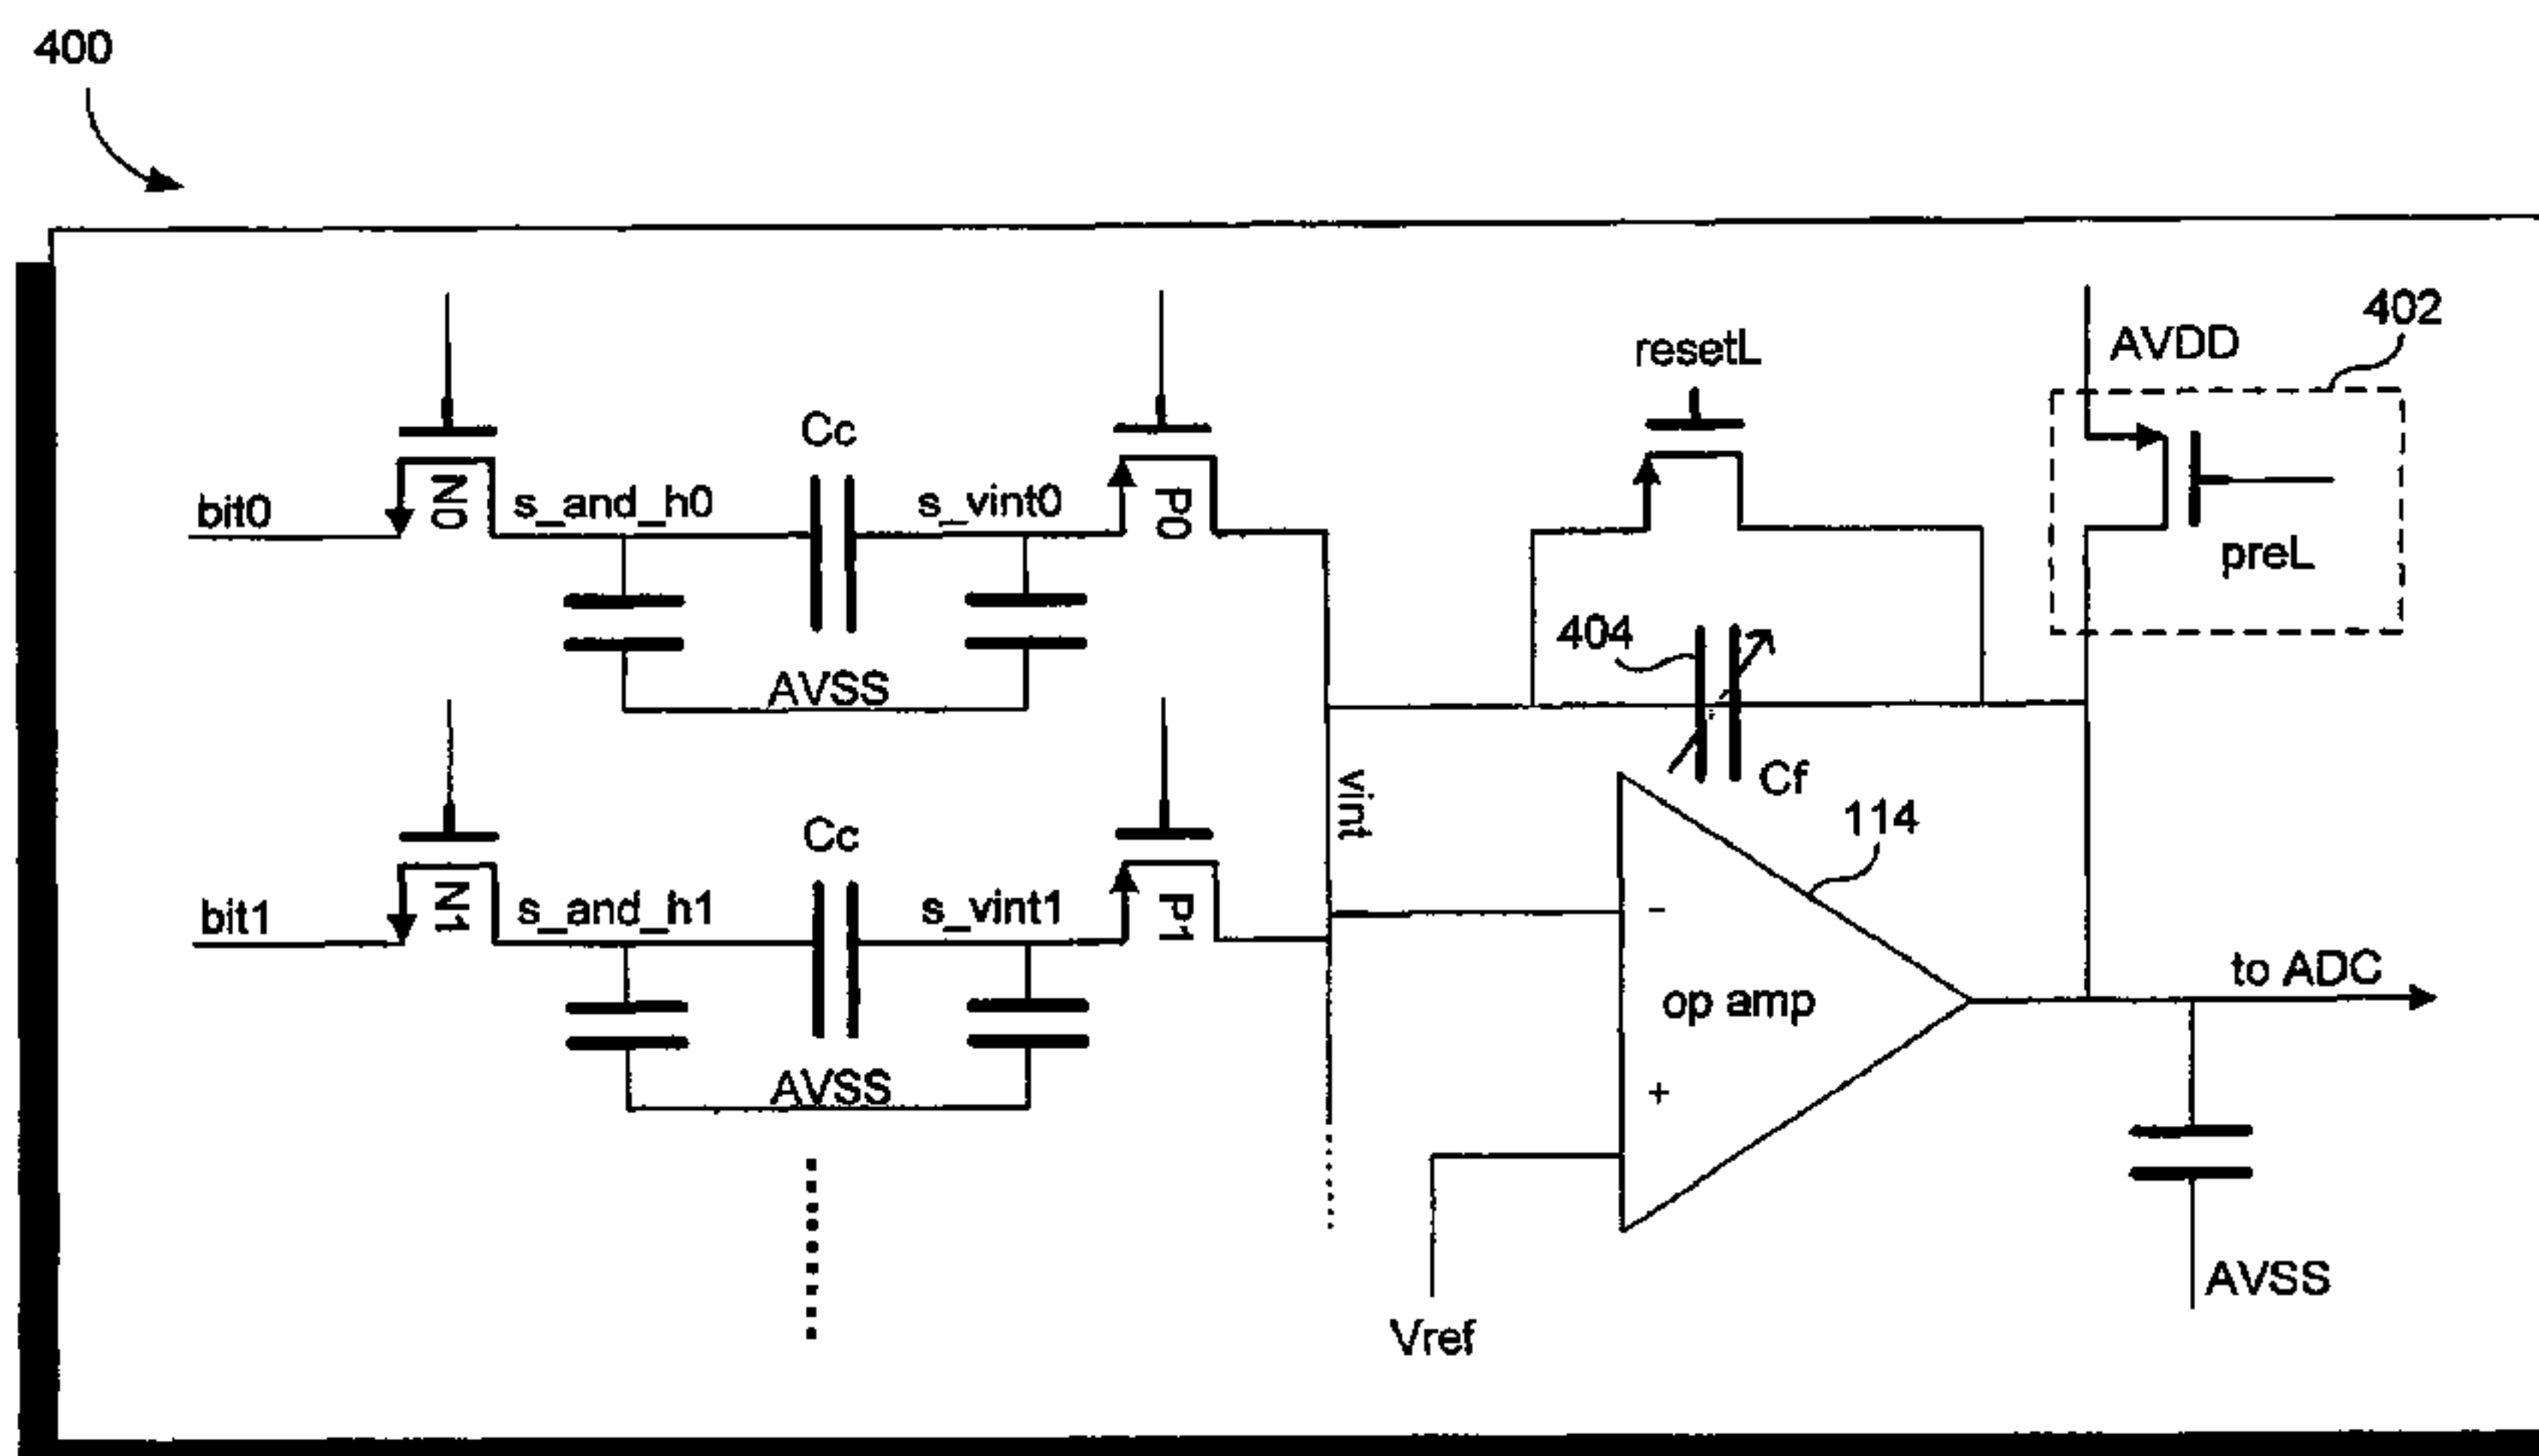 400
402
AVDD
resetL
Cc
bit0
N0
s_and_h0
s_vint0
P0
preL
404
AVSS
Cf
vint
114
Cc
bit1
N1
s_and_h1
s_vint1
P1
-
op amp
to ADC
+
AVSS
Vref
AVSS